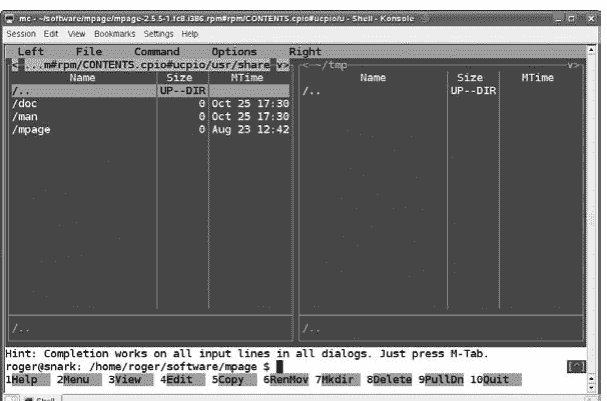 mc - ~/software/mpage/mpage-2.5.5-1.fc8.i386.rpm#rpm/CONTENTS.cpio#ucpio/u - Shell - Konsole
Session Edit View Bookmarks Settings Help
Left File Command Options Right
<-...m#rpm/CONTENTS.cpio#ucpio/usr/share-v>
<-~/tmp v>
Name Size MTime Name Size MTime
/.. UP--DIR /.. UP--DIR
/doc 0 Oct 25 17:30
/man 0 Oct 25 17:30
/mpage 0 Aug 23 12:42
/.. /..
Hint: Completion works on all input lines in all dialogs. Just press M-Tab.
roger@snark: /home/roger/software/mpage $ [^]
1Help 2Menu 3View 4Edit 5Copy 6RenMov 7Mkdir 8Delete 9PullDn 10Quit
Shell